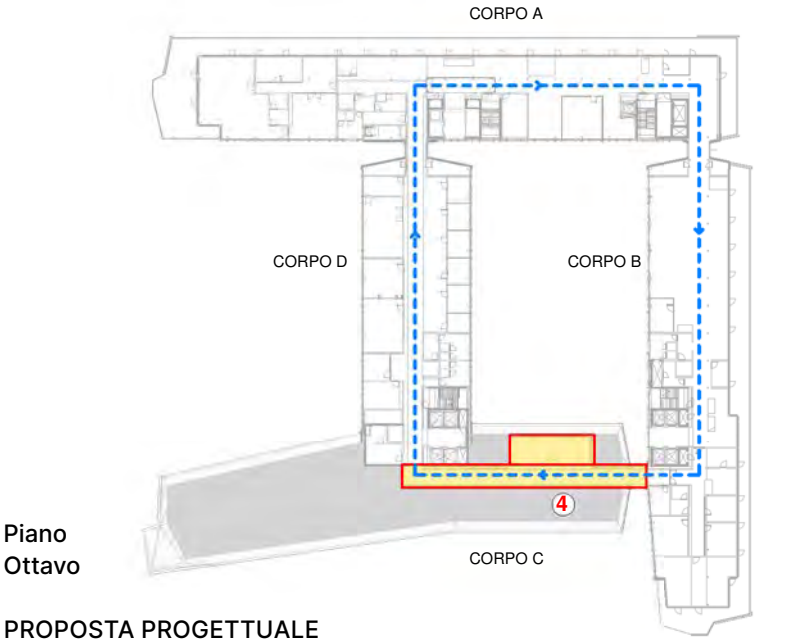 CORPO A
CORPO D
CORPO B
4
Piano
Ottavo
CORPO C
PROPOSTA PROGETTUALE